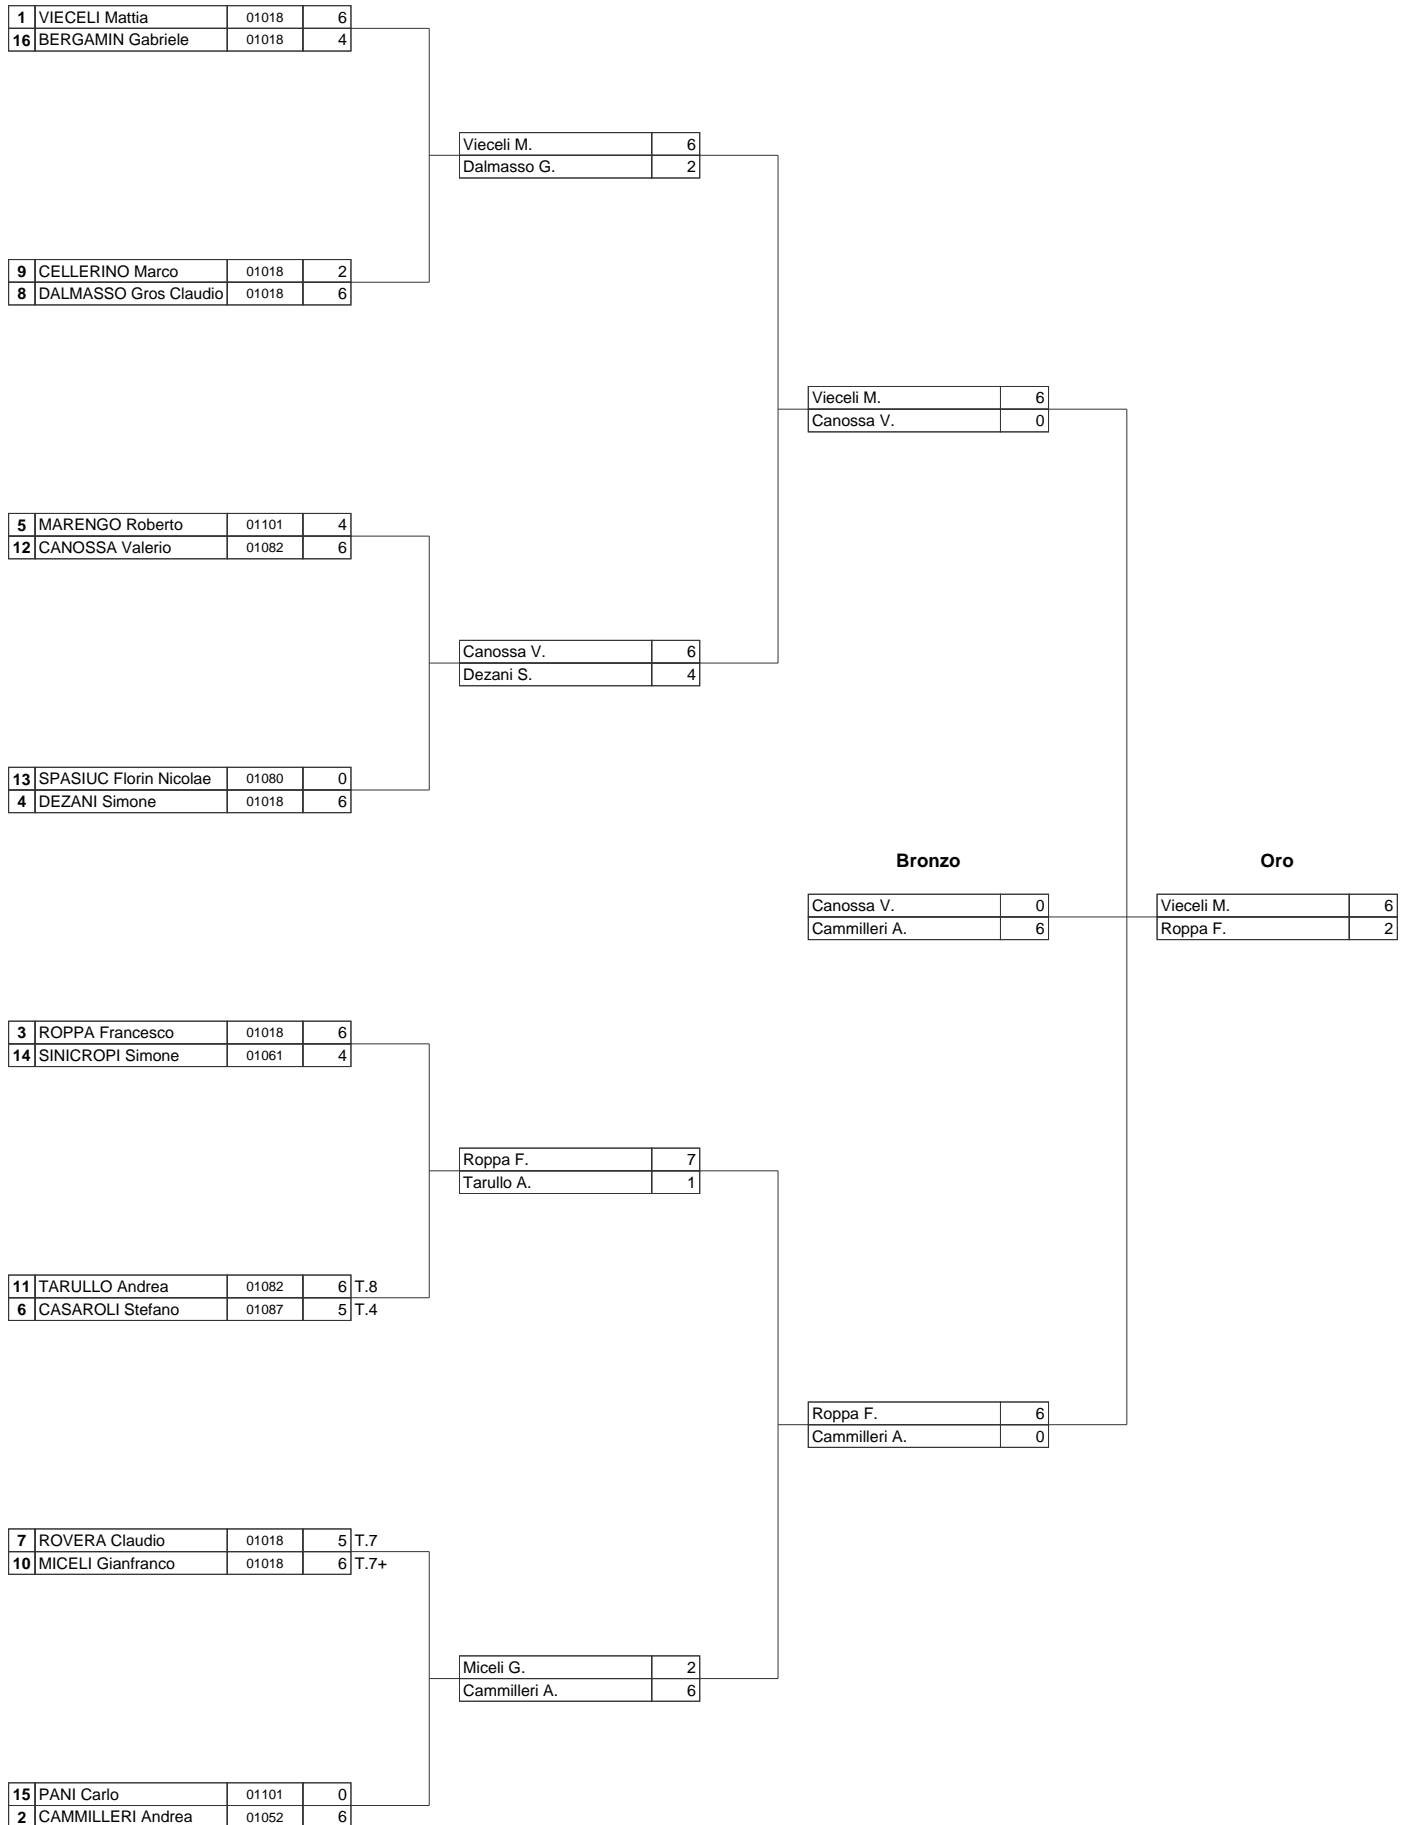 1 VIECELI Mattia 01018 6
16 BERGAMIN Gabriele 01018 4
Vieceli M. 6
Dalmasso G. 2
9 CELLERINO Marco 01018 2
8 DALMASSO Gros Claudio 01018 6
Vieceli M. 6
Canossa V. 0
5 MARENGO Roberto 01101 4
12 CANOSSA Valerio 01082 6
Canossa V. 6
Dezani S. 4
13 SPASIUC Florin Nicolae 01080 0
4 DEZANI Simone 01018 6
Bronzo Oro
Canossa V. 0 Vieceli M. 6
Cammilleri A. 6 Roppa F. 2
3 ROPPA Francesco 01018 6
14 SINICROPI Simone 01061 4
Roppa F. 7
Tarullo A. 1
11 TARULLO Andrea 01082 6 T.8
6 CASAROLI Stefano 01087 5 T.4
Roppa F. 6
Cammilleri A. 0
7 ROVERA Claudio 01018 5 T.7
10 MICELI Gianfranco 01018 6 T.7+
Miceli G. 2
Cammilleri A. 6
15 PANI Carlo 01101 0
2 CAMMILLERI Andrea 01052 6